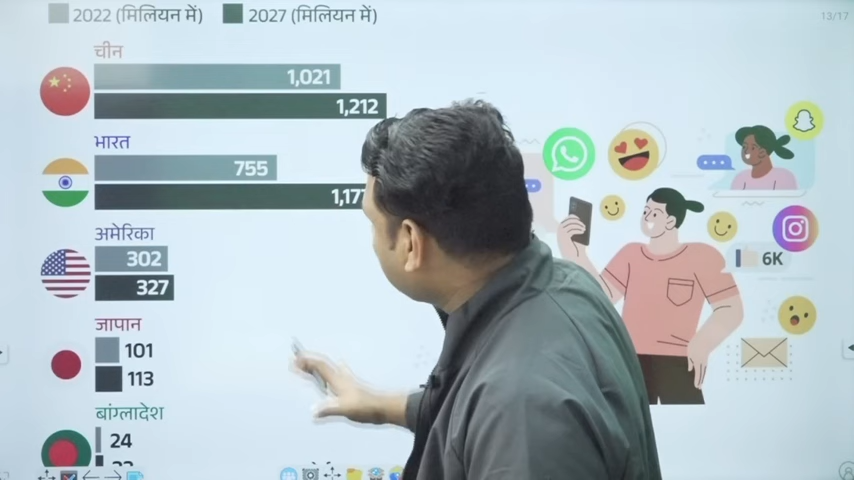 2022 (मिलियन में) 2027 (मिलियन में)
13/17
चीन
1,021
1,212
भारत
755
अमेरिका
302
327
जापान
101
113
बांग्लादेश
24
6K